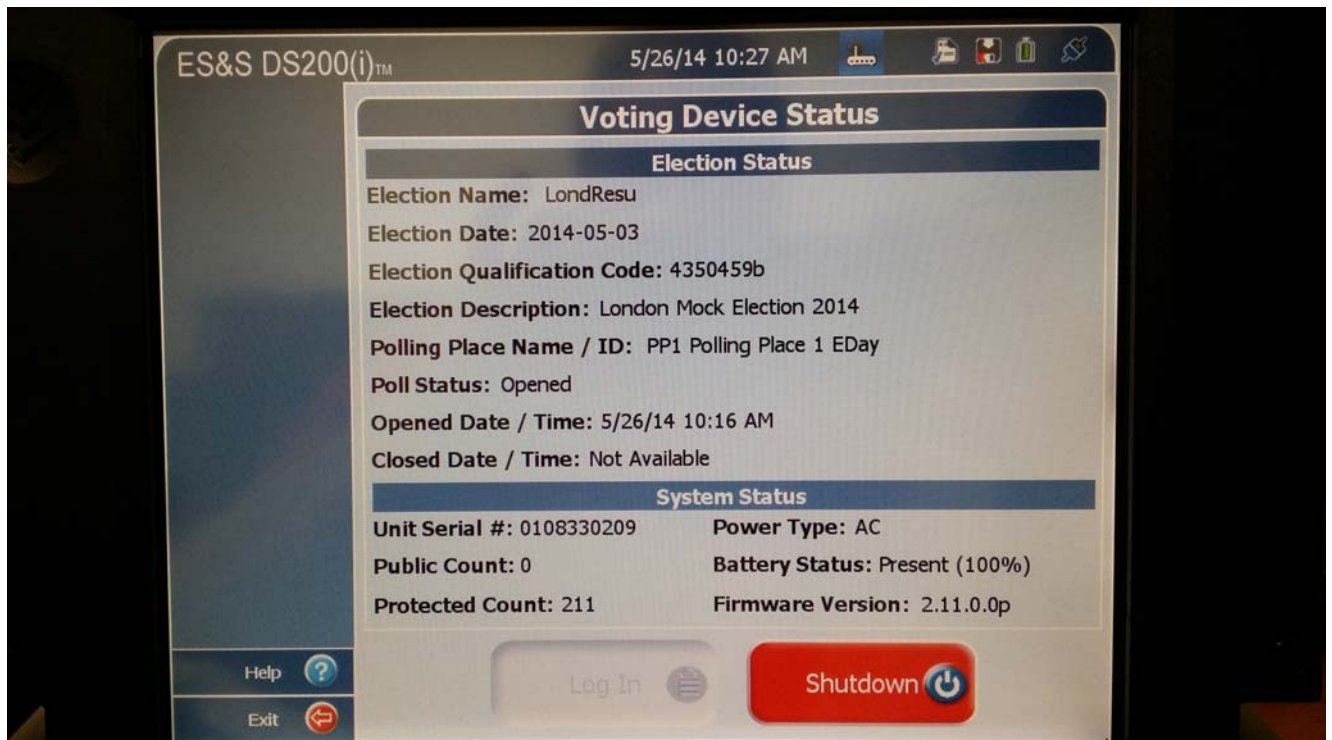 ES&S DS200(i)TM 5/26/14 10:27 AM
Voting Device Status
Election Status
Election Name: LondResu
Election Date: 2014-05-03
Election Qualification Code: 4350459b
Election Description: London Mock Election 2014
Polling Place Name / ID: PP1 Polling Place 1 EDay
Poll Status: Opened
Opened Date / Time: 5/26/14 10:16 AM
Closed Date / Time: Not Available
System Status
Unit Serial #: 0108330209 Power Type: AC
Public Count: 0 Battery Status: Present (100%)
Protected Count: 211 Firmware Version: 2.11.0.0p
Help ? Log In Shutdown
Exit